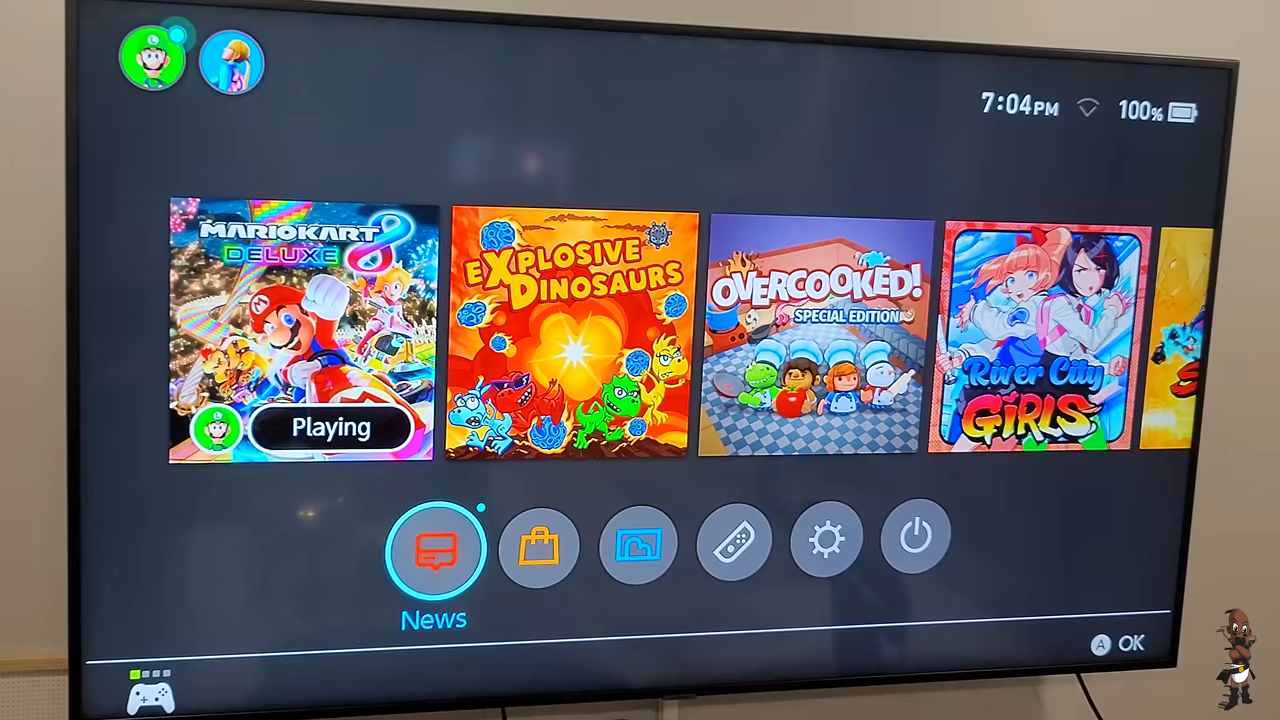 7:04PM
100%
MARIOKART 8
DELUXE
Playing
EXPLOSIVE
DINOSAURS
OVERCOOKED!
SPECIAL EDITION
River City
GIRLS
News
A OK